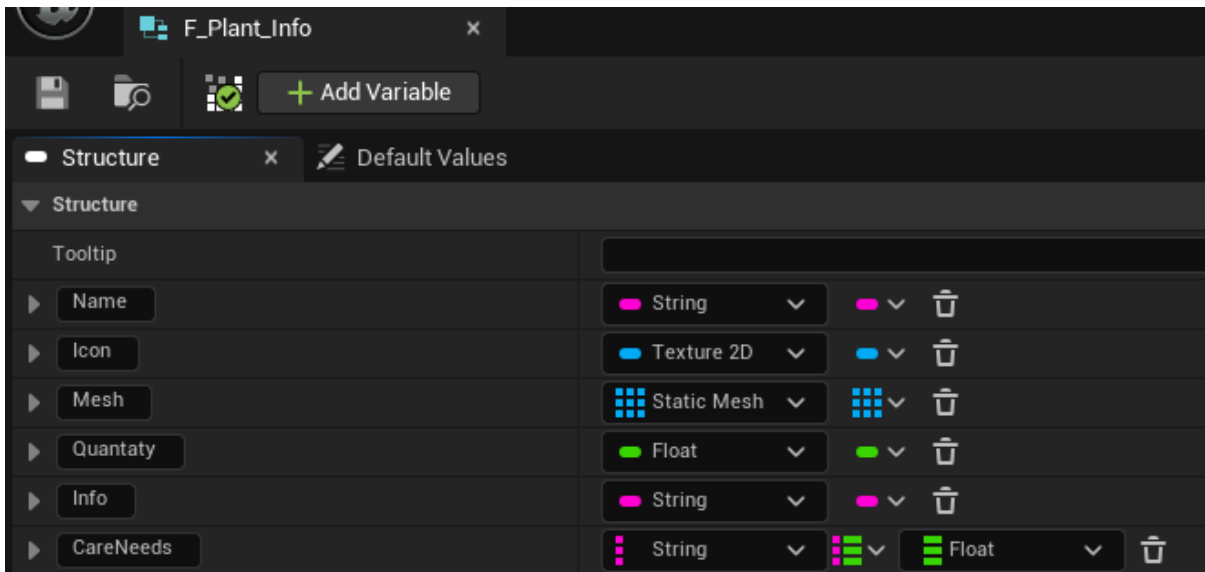 F_Plant_Info
Add Variable
Structure Default Values
Structure
Tooltip
Name String
Icon Texture 2D
Mesh Static Mesh
Quantaty Float
Info String
CareNeeds String Float